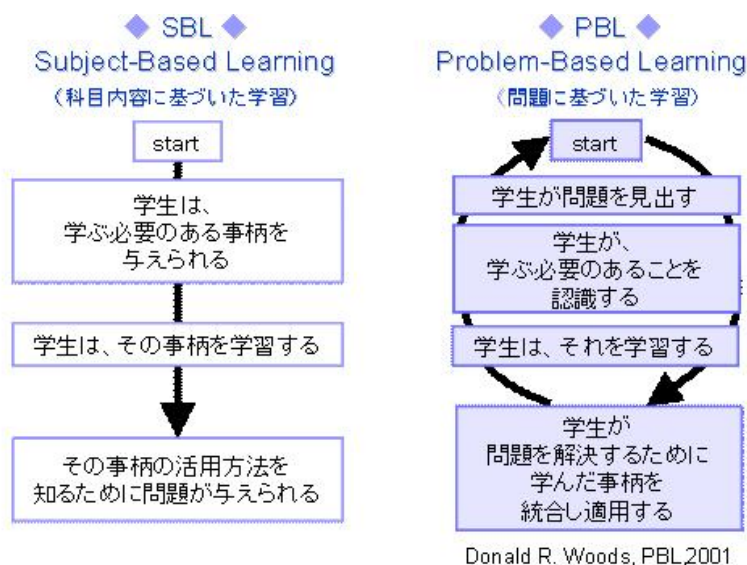 ◆ SBL ◆
Subject-Based Learning
(科目内容に基づいた学習)
start
学生は、
学ぶ必要のある事柄を
与えられる
学生は、その事柄を学習する
その事柄の活用方法を
知るために問題が与えられる
◆ PBL ◆
Problem-Based Learning
(問題に基づいた学習)
start
学生が問題を見出す
学生が、
学ぶ必要のあることを
認識する
学生は、それを学習する
学生が
問題を解決するために
学んだ事柄を
統合し適用する
Donald R. Woods, PBL,2001